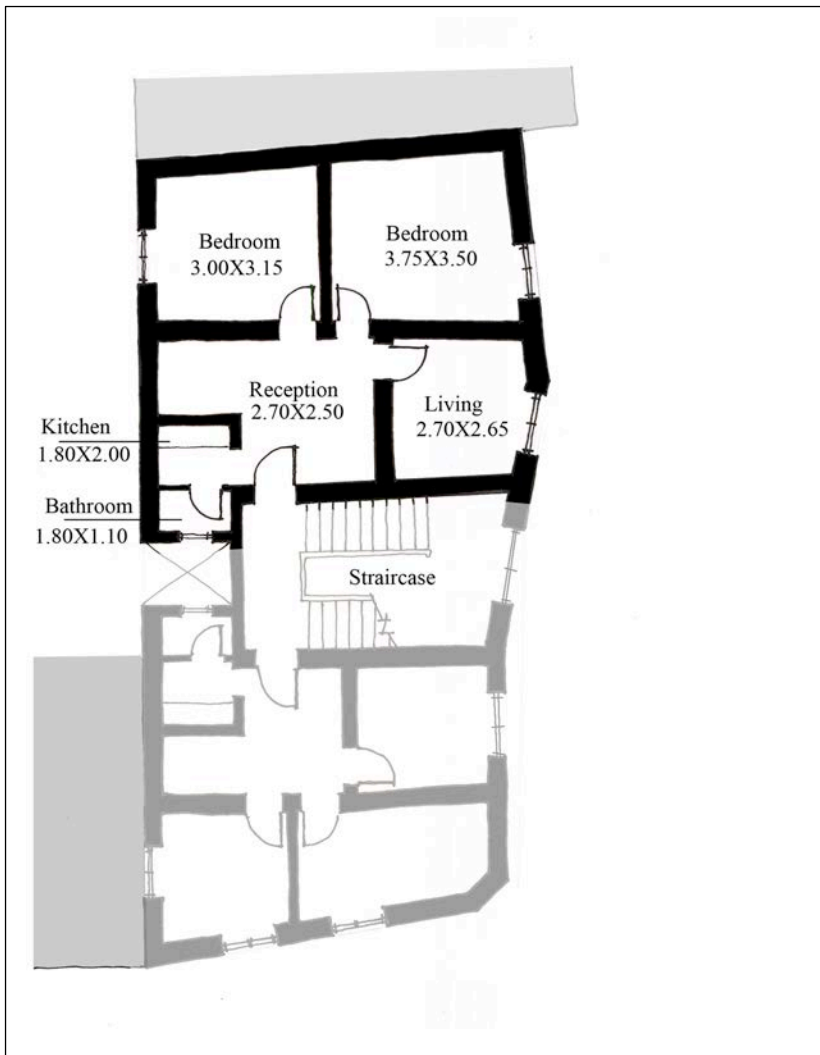 Bedroom
3.00X3.15
Bedroom
3.75X3.50
Reception
2.70X2.50
Living
2.70X2.65
Kitchen
1.80X2.00
Bathroom
1.80X1.10
Straircase